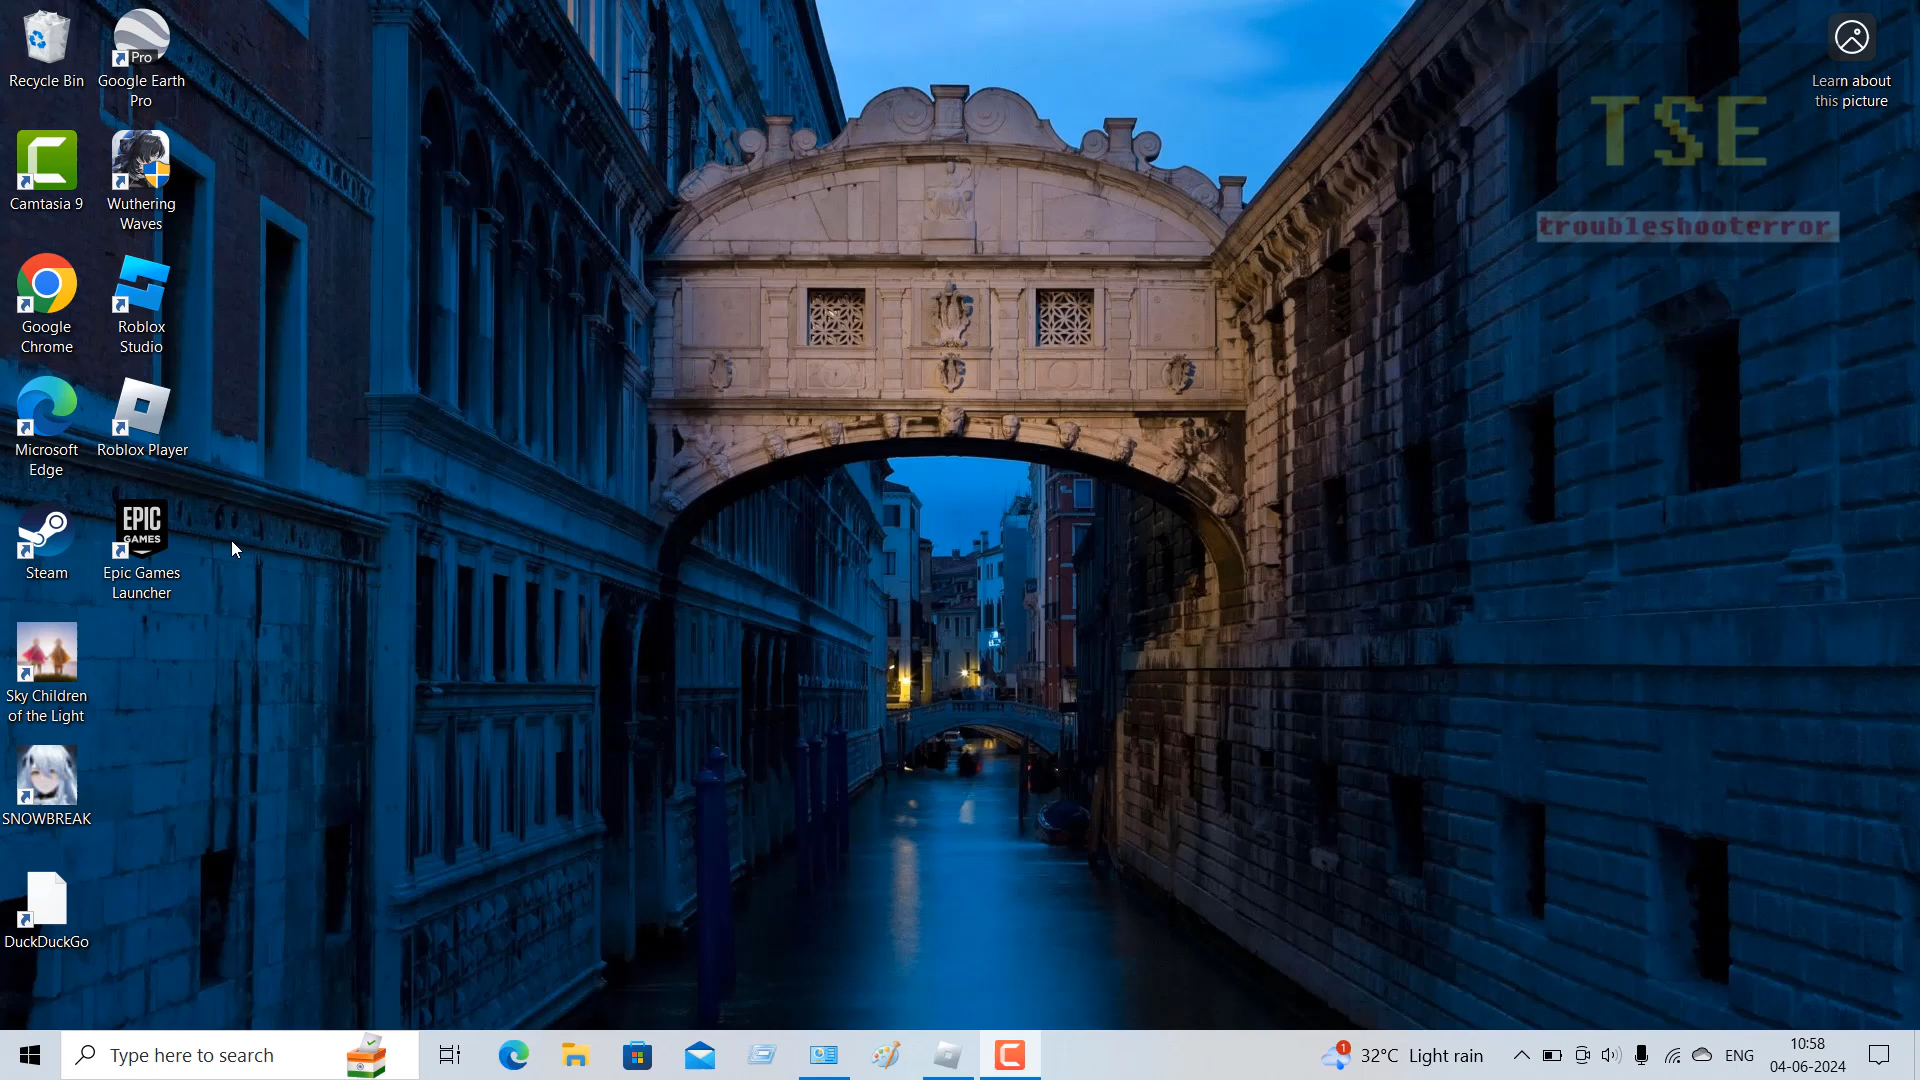 Recycle Bin
Pro
Google Earth
Pro
Camtasia 9
Wuthering
Waves
Google
Chrome
Roblox
Studio
Microsoft
Edge
Roblox Player
Steam
EPIC
GAMES
Epic Games
Launcher
Sky Children
of the Light
SNOWBREAK
DuckDuckGo
Learn about
this picture
TSE
troubleshooterror
Type here to search
1
32°C Light rain
ENG
10:58
04-06-2024